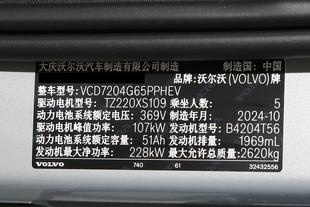 大庆沃尔沃汽车制造有限公司制造
制造国：中国
品牌：沃尔沃(VOLVO)牌
整车型号：VCD7204G65PPHEV
驱动电机型号：TZ220XS109 乘坐人数：5
动力电池系统额定电压：369V 制造年月：2024-10
驱动电机峰值功率：107kW 发动机型号：B4204T56
动力电池系统额定容量：51Ah 发动机排量：1969mL
发动机最大净功率：228kW 最大允许总质量：2620kg
VOLVO 740 61 32432556